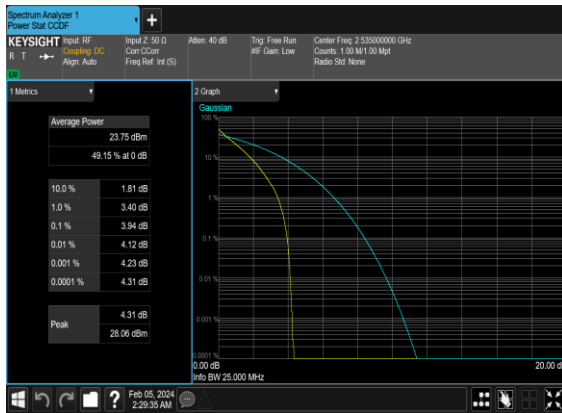 Spectrum Analyzer 1
Power Stat CCDF
KEYSIGHT
R T
LXI
Input: RF
Coupling: DC
Align: Auto
Input Z: 50 Ω
Corr CCorr
Freq Ref: Int (S)
Atten: 40 dB
Trig: Free Run
#IF Gain: Low
Center Freq: 2.535000000 GHz
Counts: 1.00 M/1.00 Mpt
Radio Std: None
1 Metrics
Average Power
23.75 dBm
49.15 % at 0 dB
10.0 % 1.81 dB
1.0 % 3.40 dB
0.1 % 3.94 dB
0.01 % 4.12 dB
0.001 % 4.23 dB
0.0001 % 4.31 dB
Peak
4.31 dB
28.06 dBm
2 Graph
Gaussian
100 %
10 %
1 %
0.1 %
0.01 %
0.001 %
0.0001 %
0.00 dB
20.00 dB
Info BW 25.000 MHz
?
Feb 05, 2024
2:29:35 AM